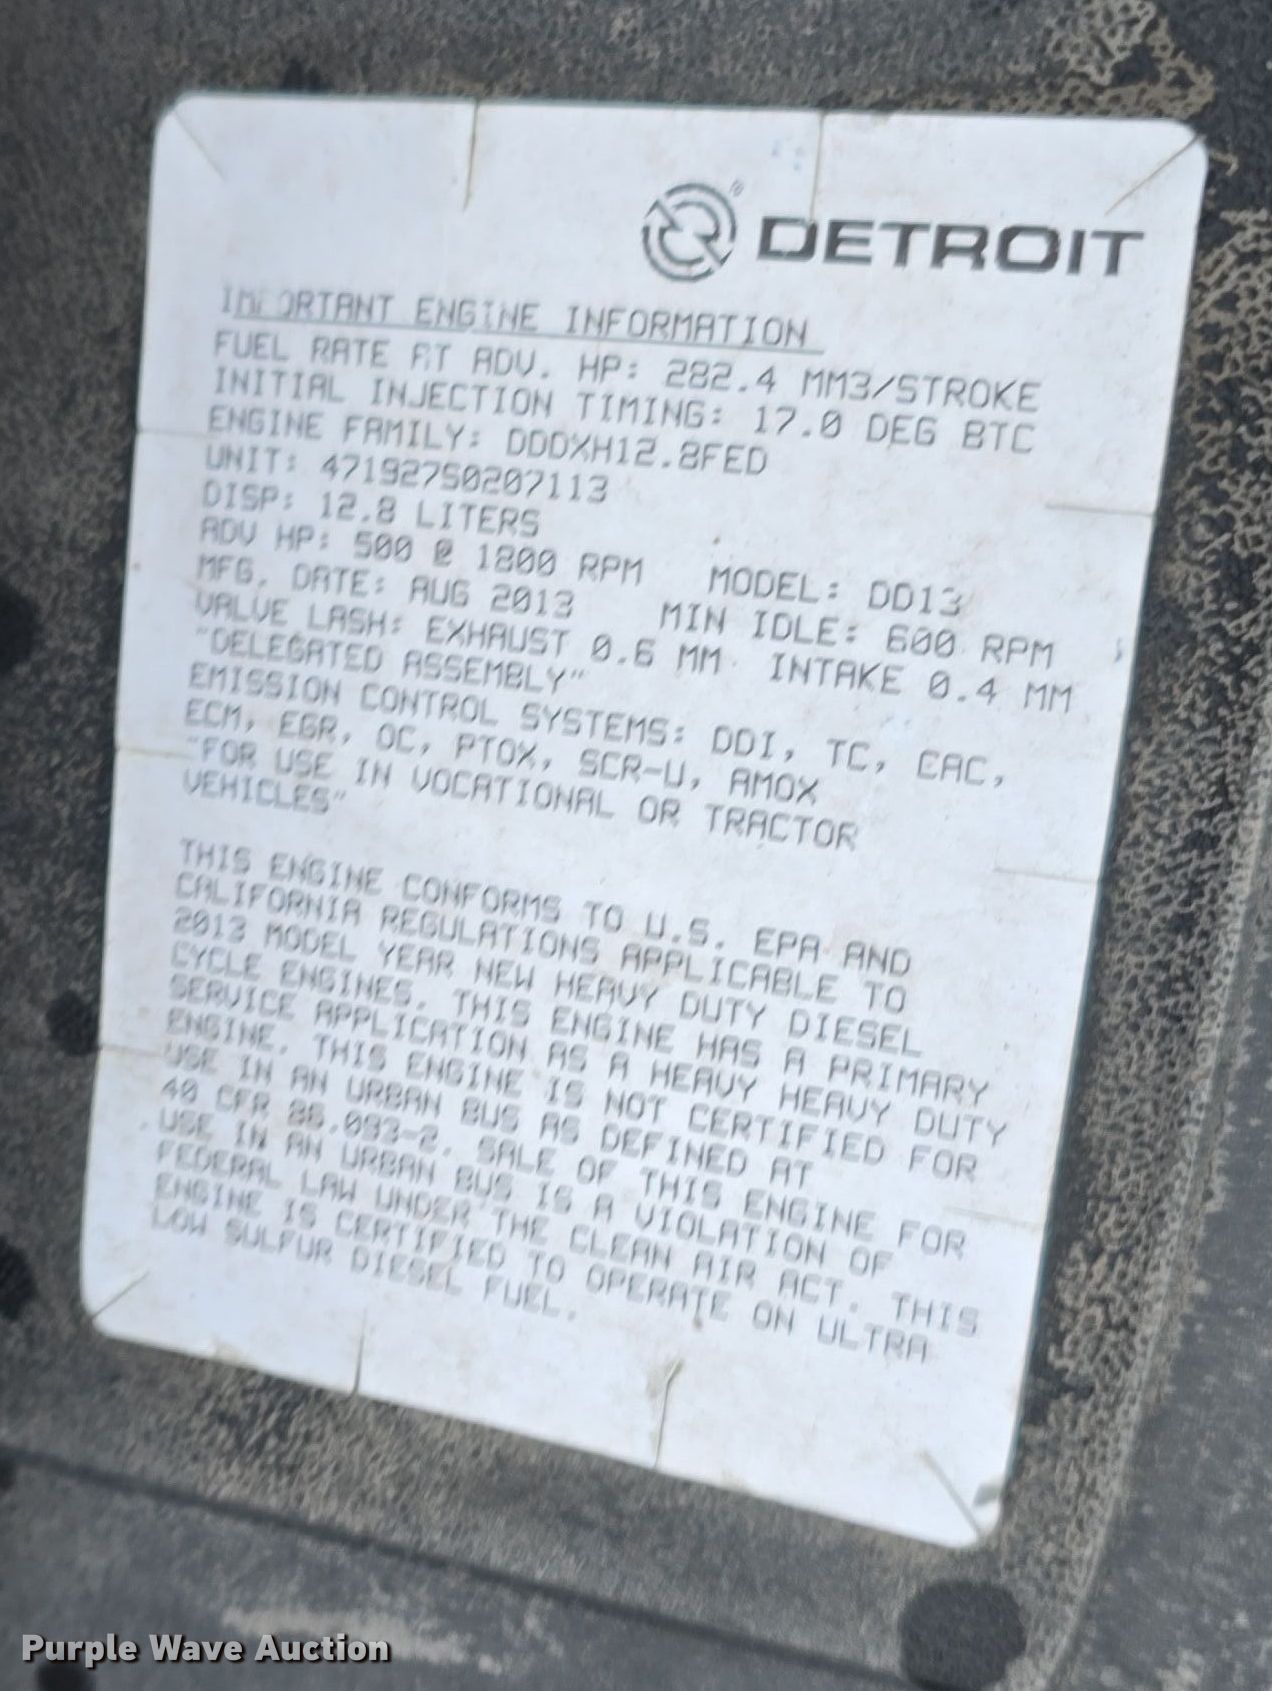 DETROIT
IMPORTANT ENGINE INFORMATION
FUEL RATE AT ADV. HP: 282.4 MM3/STROKE
INITIAL INJECTION TIMING: 17.0 DEG BTC
ENGINE FAMILY: DDDXH12.8FED
UNIT: 471927S0207113
DISP: 12.8 LITERS
ADV HP: 500 @ 1800 RPM MODEL: DD13
MFG. DATE: AUG 2013 MIN IDLE: 600 RPM
VALVE LASH: EXHAUST 0.6 MM INTAKE 0.4 MM
"DELEGATED ASSEMBLY"
EMISSION CONTROL SYSTEMS: DDI, TC, CAC,
ECM, EGR, OC, PTOX, SCR-U, AMOX
"FOR USE IN VOCATIONAL OR TRACTOR
VEHICLES"
THIS ENGINE CONFORMS TO U.S. EPA AND
CALIFORNIA REGULATIONS APPLICABLE TO
2013 MODEL YEAR NEW HEAVY DUTY DIESEL
CYCLE ENGINES. THIS ENGINE HAS A PRIMARY
SERVICE APPLICATION AS A HEAVY HEAVY DUTY
ENGINE. THIS ENGINE IS NOT CERTIFIED FOR
USE IN AN URBAN BUS AS DEFINED AT
40 CFR 86.093-2. SALE OF THIS ENGINE FOR
USE IN AN URBAN BUS IS A VIOLATION OF
FEDERAL LAW UNDER THE CLEAN AIR ACT. THIS
ENGINE IS CERTIFIED TO OPERATE ON ULTRA
LOW SULFUR DIESEL FUEL.
Purple Wave Auction